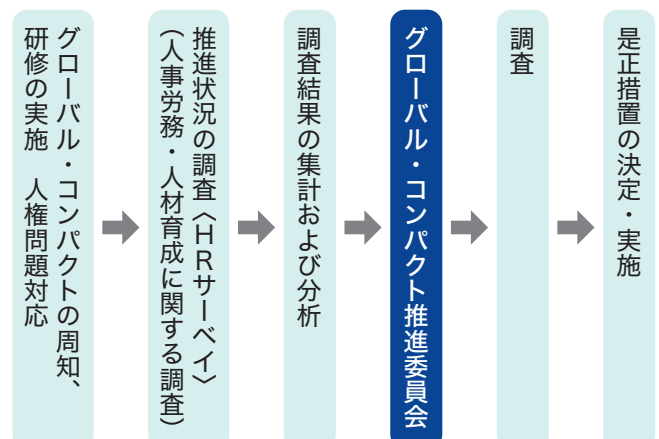 グローバル・コンパクトの周知、
研修の実施　人権問題対応
推進状況の調査〈HRサーベイ〉
（人事労務・人材育成に関する調査）
調査結果の集計および分析
グローバル・コンパクト推進委員会
調査
是正措置の決定・実施